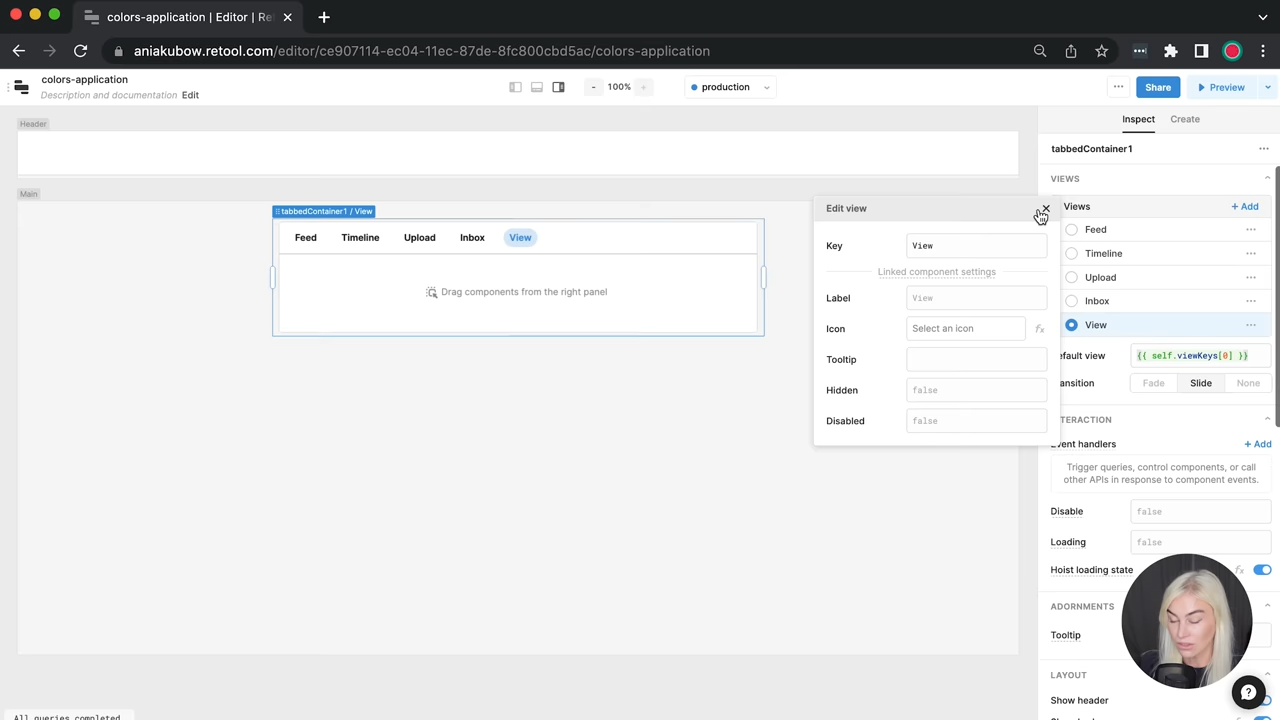 colors-application | Editor | Ret
aniakubow.retool.com/editor/ce907114-ec04-11ec-87de-8fc800cbd5ac/colors-application
colors-application
Description and documentation Edit
- 100% +
production
Share
Preview
Header
Main
tabbedContainer1 / View
Feed Timeline Upload Inbox View
Drag components from the right panel
Edit view
Key View
Linked component settings
Label View
Icon Select an icon fx
Tooltip
Hidden false
Disabled false
Inspect Create
tabbedContainer1
VIEWS
Views + Add
Feed
Timeline
Upload
Inbox
View
efault view {{ self.viewKeys[0] }}
ansition Fade Slide None
TERACTION
Event handlers + Add
Trigger queries, control components, or call
other APIs in response to component events.
Disable false
Loading false
Hoist loading state fx
ADORNMENTS
Tooltip
LAYOUT
Show header
All queries completed